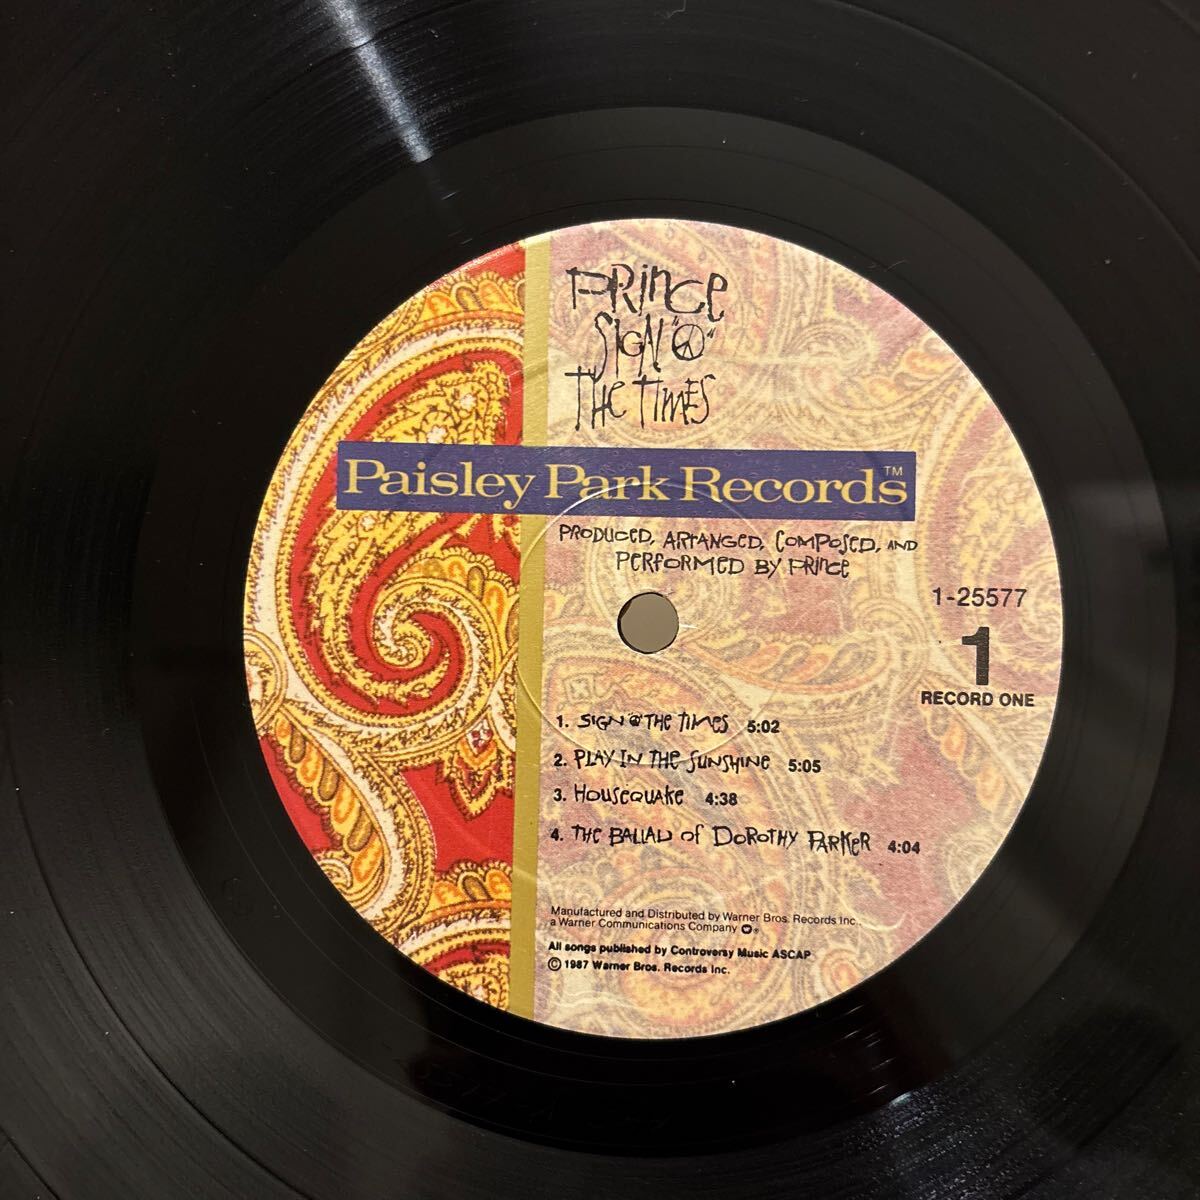 PRINCE
SIGN "☮"
THE TIMES
Paisley Park Records™
PRODUCED, ARRANGED, COMPOSED, AND
PERFORMED BY PRINCE
1-25577
1
RECORD ONE
1. SIGN ☮ THE TIMES 5:02
2. PLAY IN THE SUNSHINE 5:05
3. HOUSEQUAKE 4:38
4. THE BALLAD OF DOROTHY PARKER 4:04
Manufactured and Distributed by Warner Bros. Records Inc.,
a Warner Communications Company ®
All songs published by Controversy Music ASCAP
© 1987 Warner Bros. Records Inc.